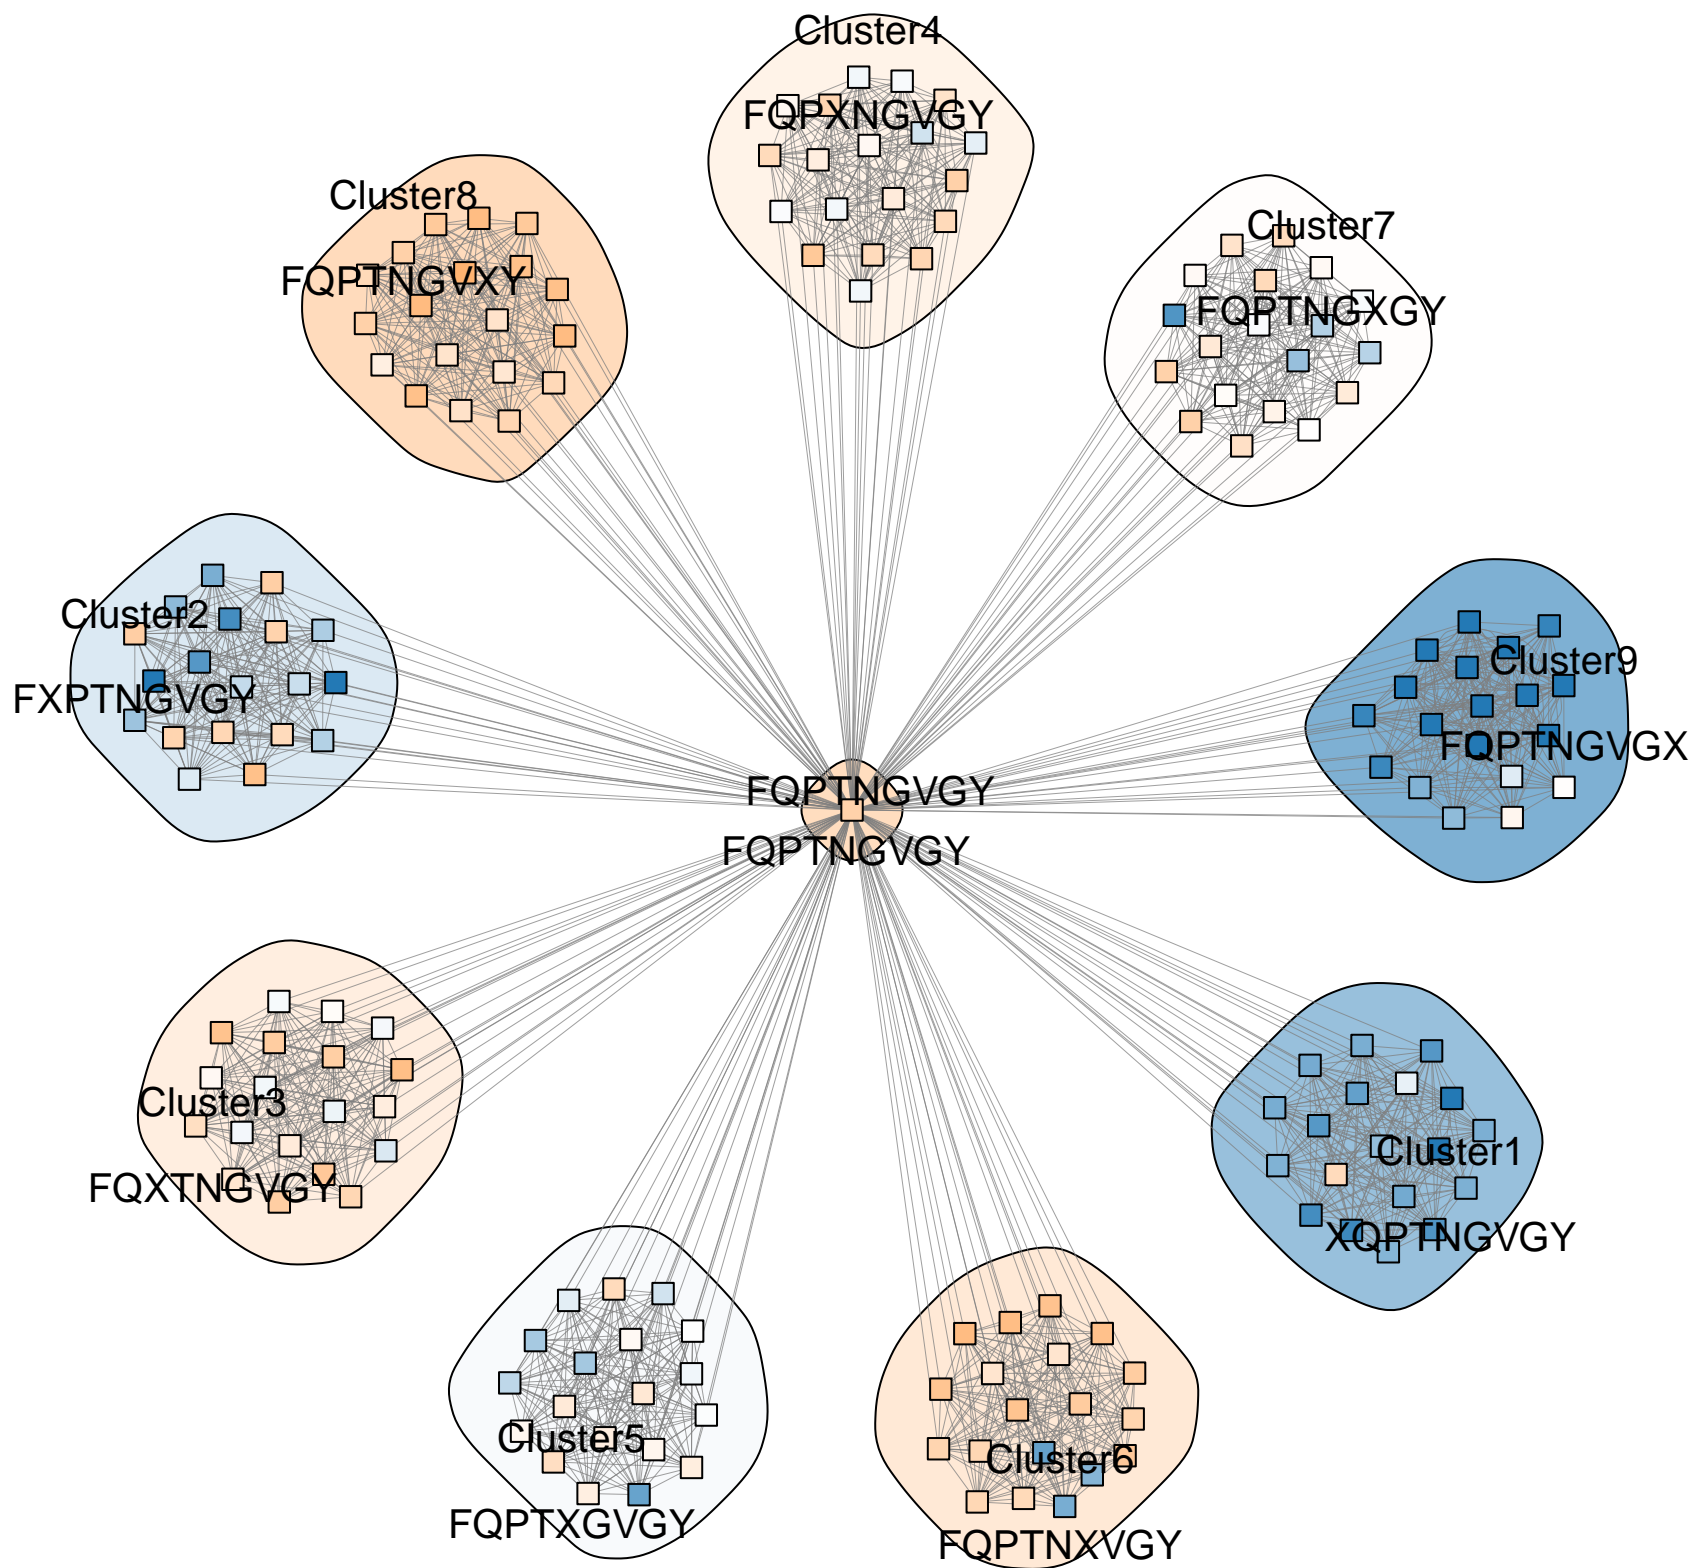 Cluster4
FQPXNGVGY
Cluster8
FQPTNGVXY
Cluster7
FQPTNGXGY
Cluster2
FXPTNGVGY
Cluster9
FQPTNGVGX
FQPTNGVGY
FQPTNGVGY
Cluster3
FQXTNGVGY
Cluster1
XQPTNGVGY
Cluster5
FQPTXGVGY
Cluster6
FQPTNXVGY